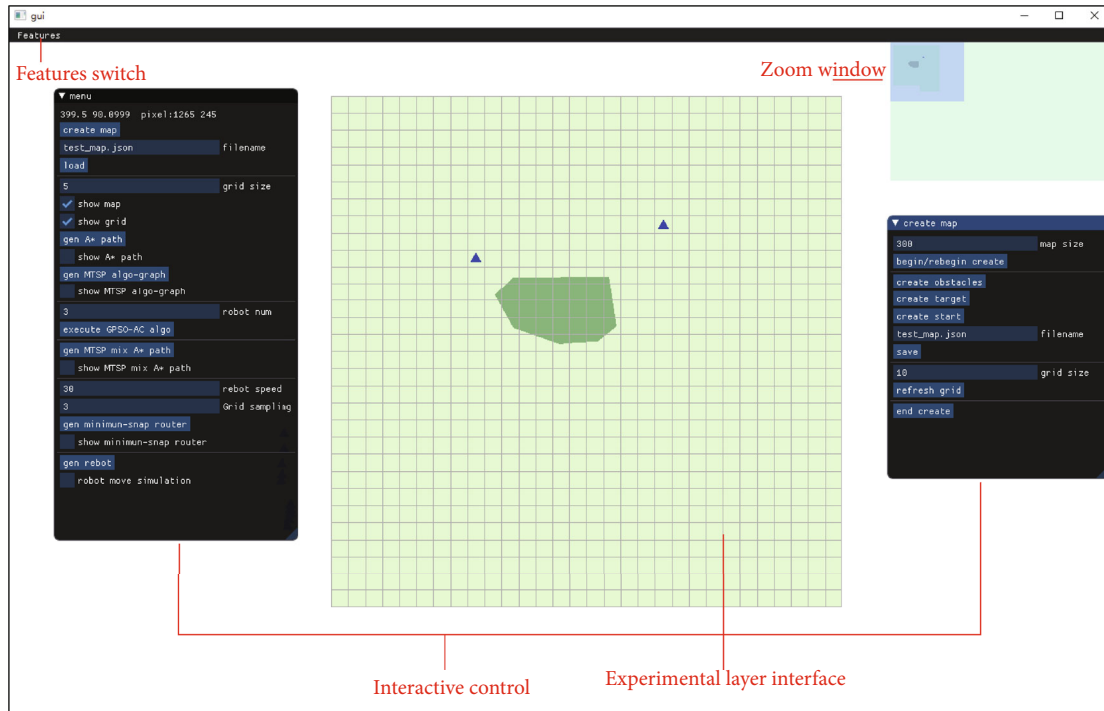 gui
Features
Features switch
Zoom window
menu
399.5 90.0999 pixel:1265 245
create map
test_map.json filename
load
5 grid size
show map
show grid
gen A* path
show A* path
gen MTSP algo-graph
show MTSP algo-graph
3 robot num
execute GPSO-AC algo
gen MTSP mix A* path
show MTSP mix A* path
30 rebot speed
3 Grid sampling
gen minimun-snap router
show minimun-snap router
gen rebot
robot move simulation
create map
300 map size
begin/rebegin create
create obstacles
create target
create start
test_map.json filename
save
10 grid size
refresh grid
end create
Interactive control
Experimental layer interface